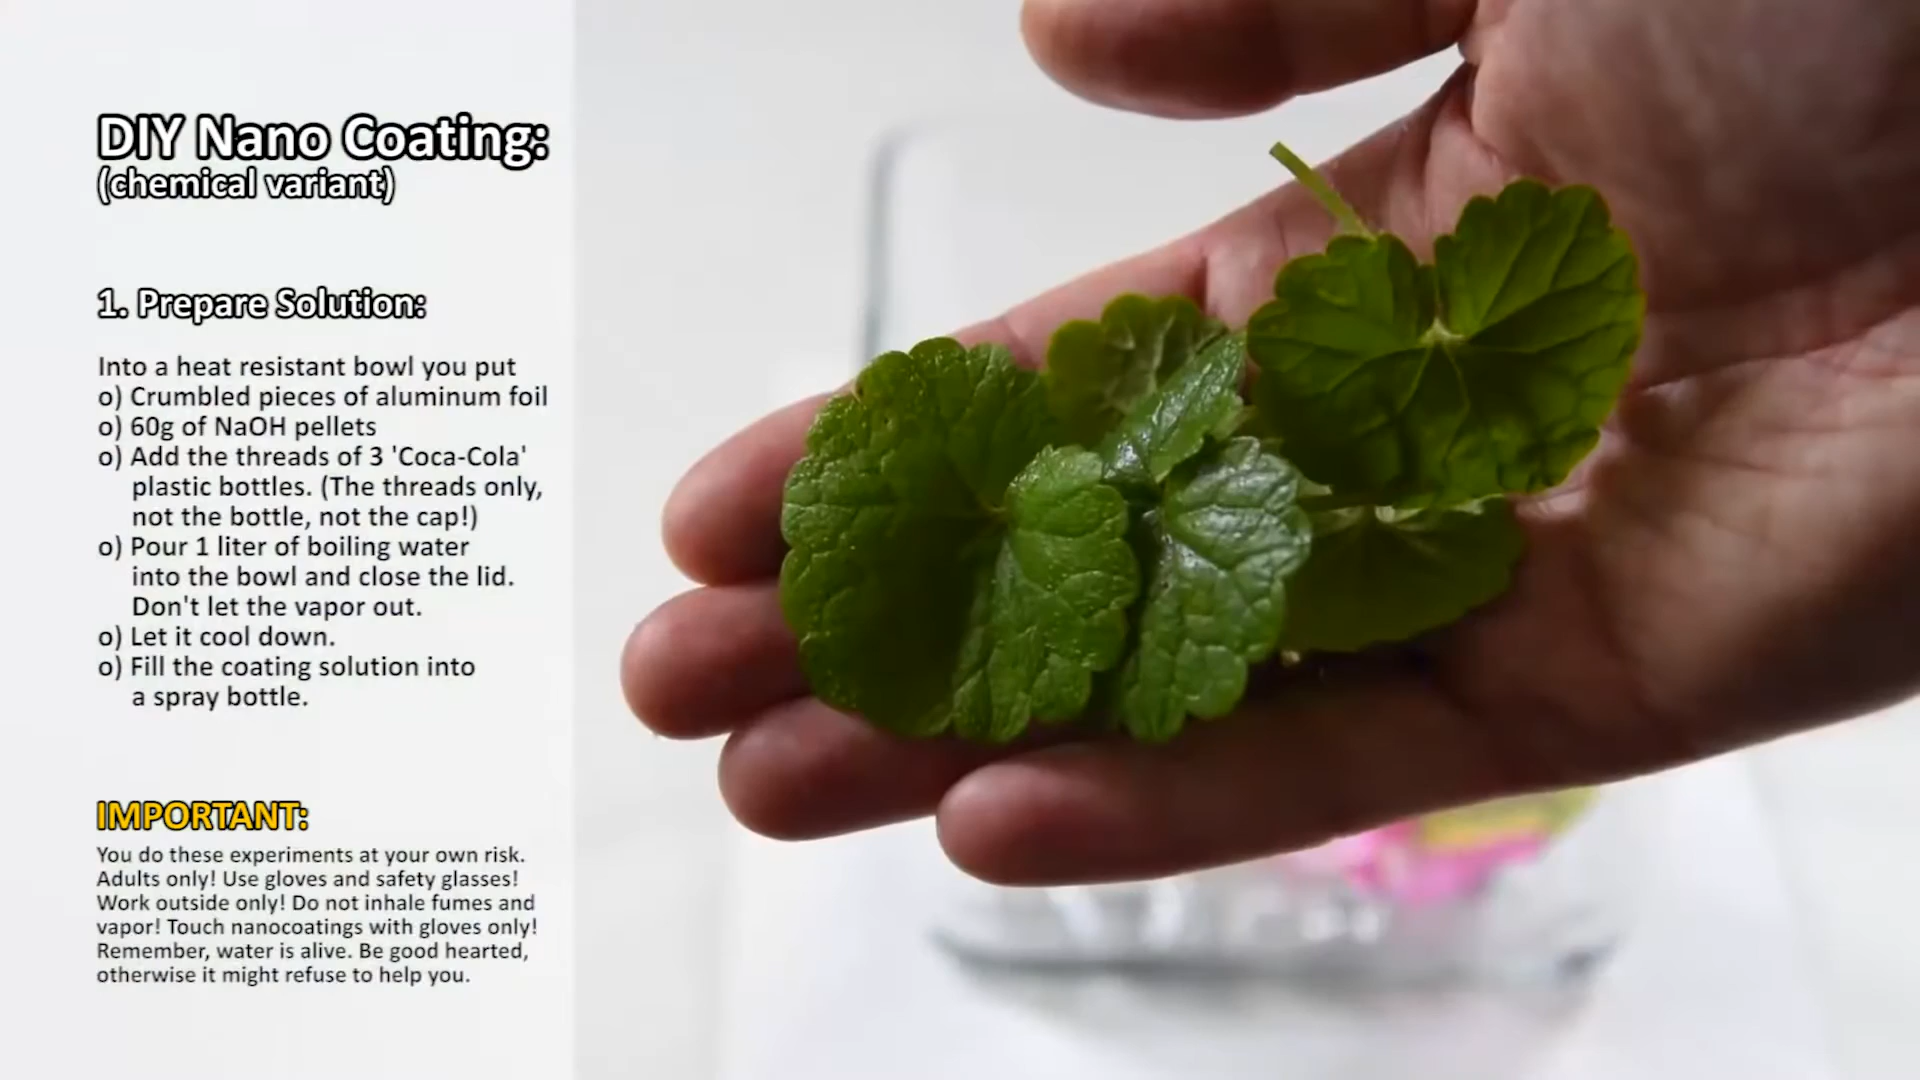 DIY Nano Coating:
(chemical variant)
1. Prepare Solution:
Into a heat resistant bowl you put
o) Crumbled pieces of aluminum foil
o) 60g of NaOH pellets
o) Add the threads of 3 'Coca-Cola'
plastic bottles. (The threads only,
not the bottle, not the cap!)
o) Pour 1 liter of boiling water
into the bowl and close the lid.
Don't let the vapor out.
o) Let it cool down.
o) Fill the coating solution into
a spray bottle.
IMPORTANT:
You do these experiments at your own risk.
Adults only! Use gloves and safety glasses!
Work outside only! Do not inhale fumes and
vapor! Touch nanocoatings with gloves only!
Remember, water is alive. Be good hearted,
otherwise it might refuse to help you.